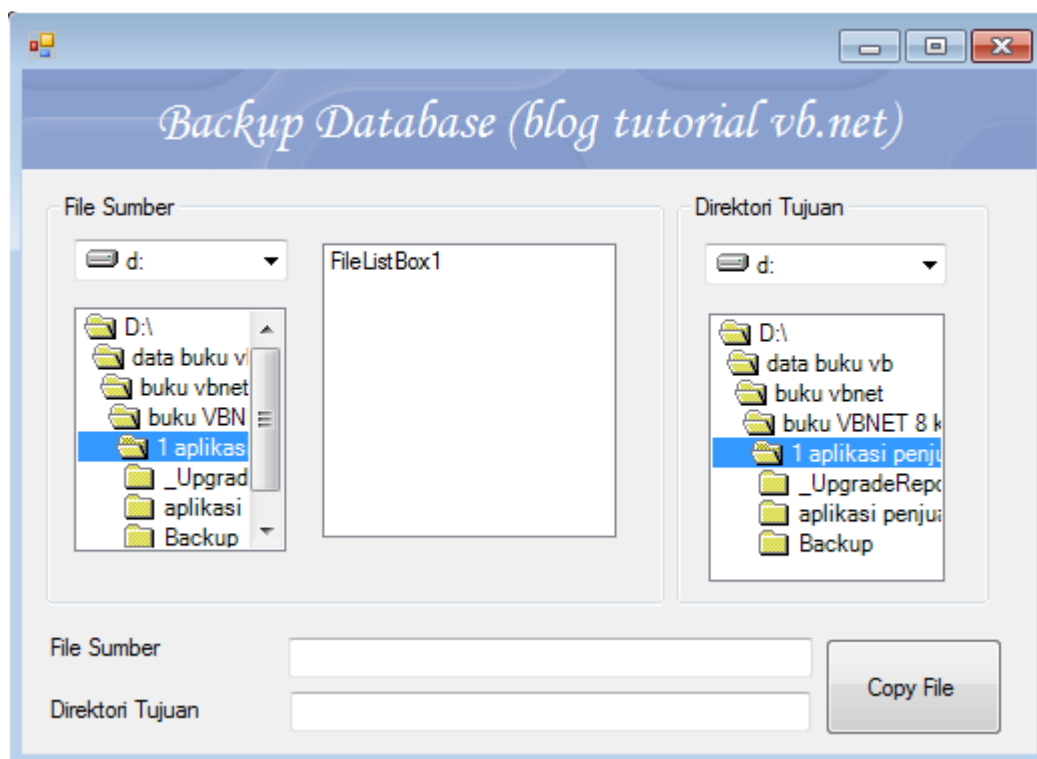 Backup Database (blog tutorial vb.net)
File Sumber
d:
D:\
data buku v
buku vbnet
buku VBN
1 aplikas
_Upgrad
aplikasi
Backup
FileListBox1
Direktori Tujuan
d:
D:\
data buku vb
buku vbnet
buku VBNET 8 k
1 aplikasi penju
_UpgradeRepo
aplikasi penjua
Backup
File Sumber
Direktori Tujuan
Copy File